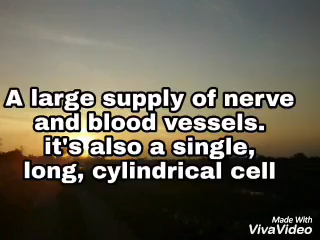 A large supply of nerve
and blood vessels.
it's also a single,
long, cylindrical cell
Made With
VivaVideo